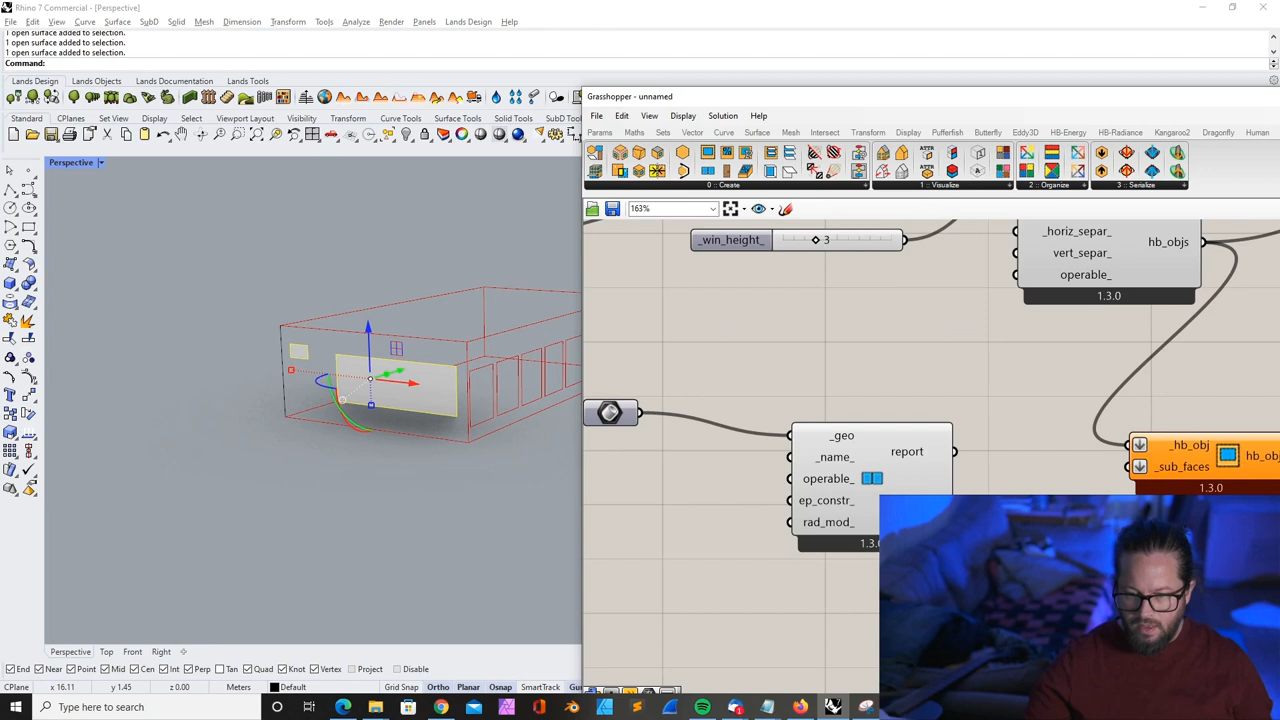 Rhino 7 Commercial - [Perspective]
File Edit View Curve Surface SubD Solid Mesh Dimension Transform Tools Analyze Render Panels Lands Design Help
1 open surface added to selection.
1 open surface added to selection.
1 open surface added to selection.
Command:
Lands Design Lands Objects Lands Documentation Lands Tools
Standard CPlanes Set View Display Select Viewport Layout Visibility Transform Curve Tools Surface Tools Solid Tools SubD Tools
Perspective
Grasshopper - unnamed
File Edit View Display Solution Help
Params Maths Sets Vector Curve Surface Mesh Intersect Transform Display Pufferfish Butterfly Eddy3D HB-Energy HB-Radiance Kangaroo2 Dragonfly Human
0 :: Create 1 :: Visualize 2 :: Organize 3 :: Serialize
163%
_win_height_ 3
_horiz_separ_
vert_separ_
operable_
hb_objs
1.3.0
_geo
_name_
operable_
ep_constr_
rad_mod_
report
1.3.0
_hb_obj
_sub_faces_
hb_obj
1.3.0
Perspective Top Front Right
End Near Point Mid Cen Int Perp Tan Quad Knot Vertex Project Disable
CPlane x 16.11 y 1.45 z 0.00 Meters Default Grid Snap Ortho Planar Osnap SmartTrack
Type here to search